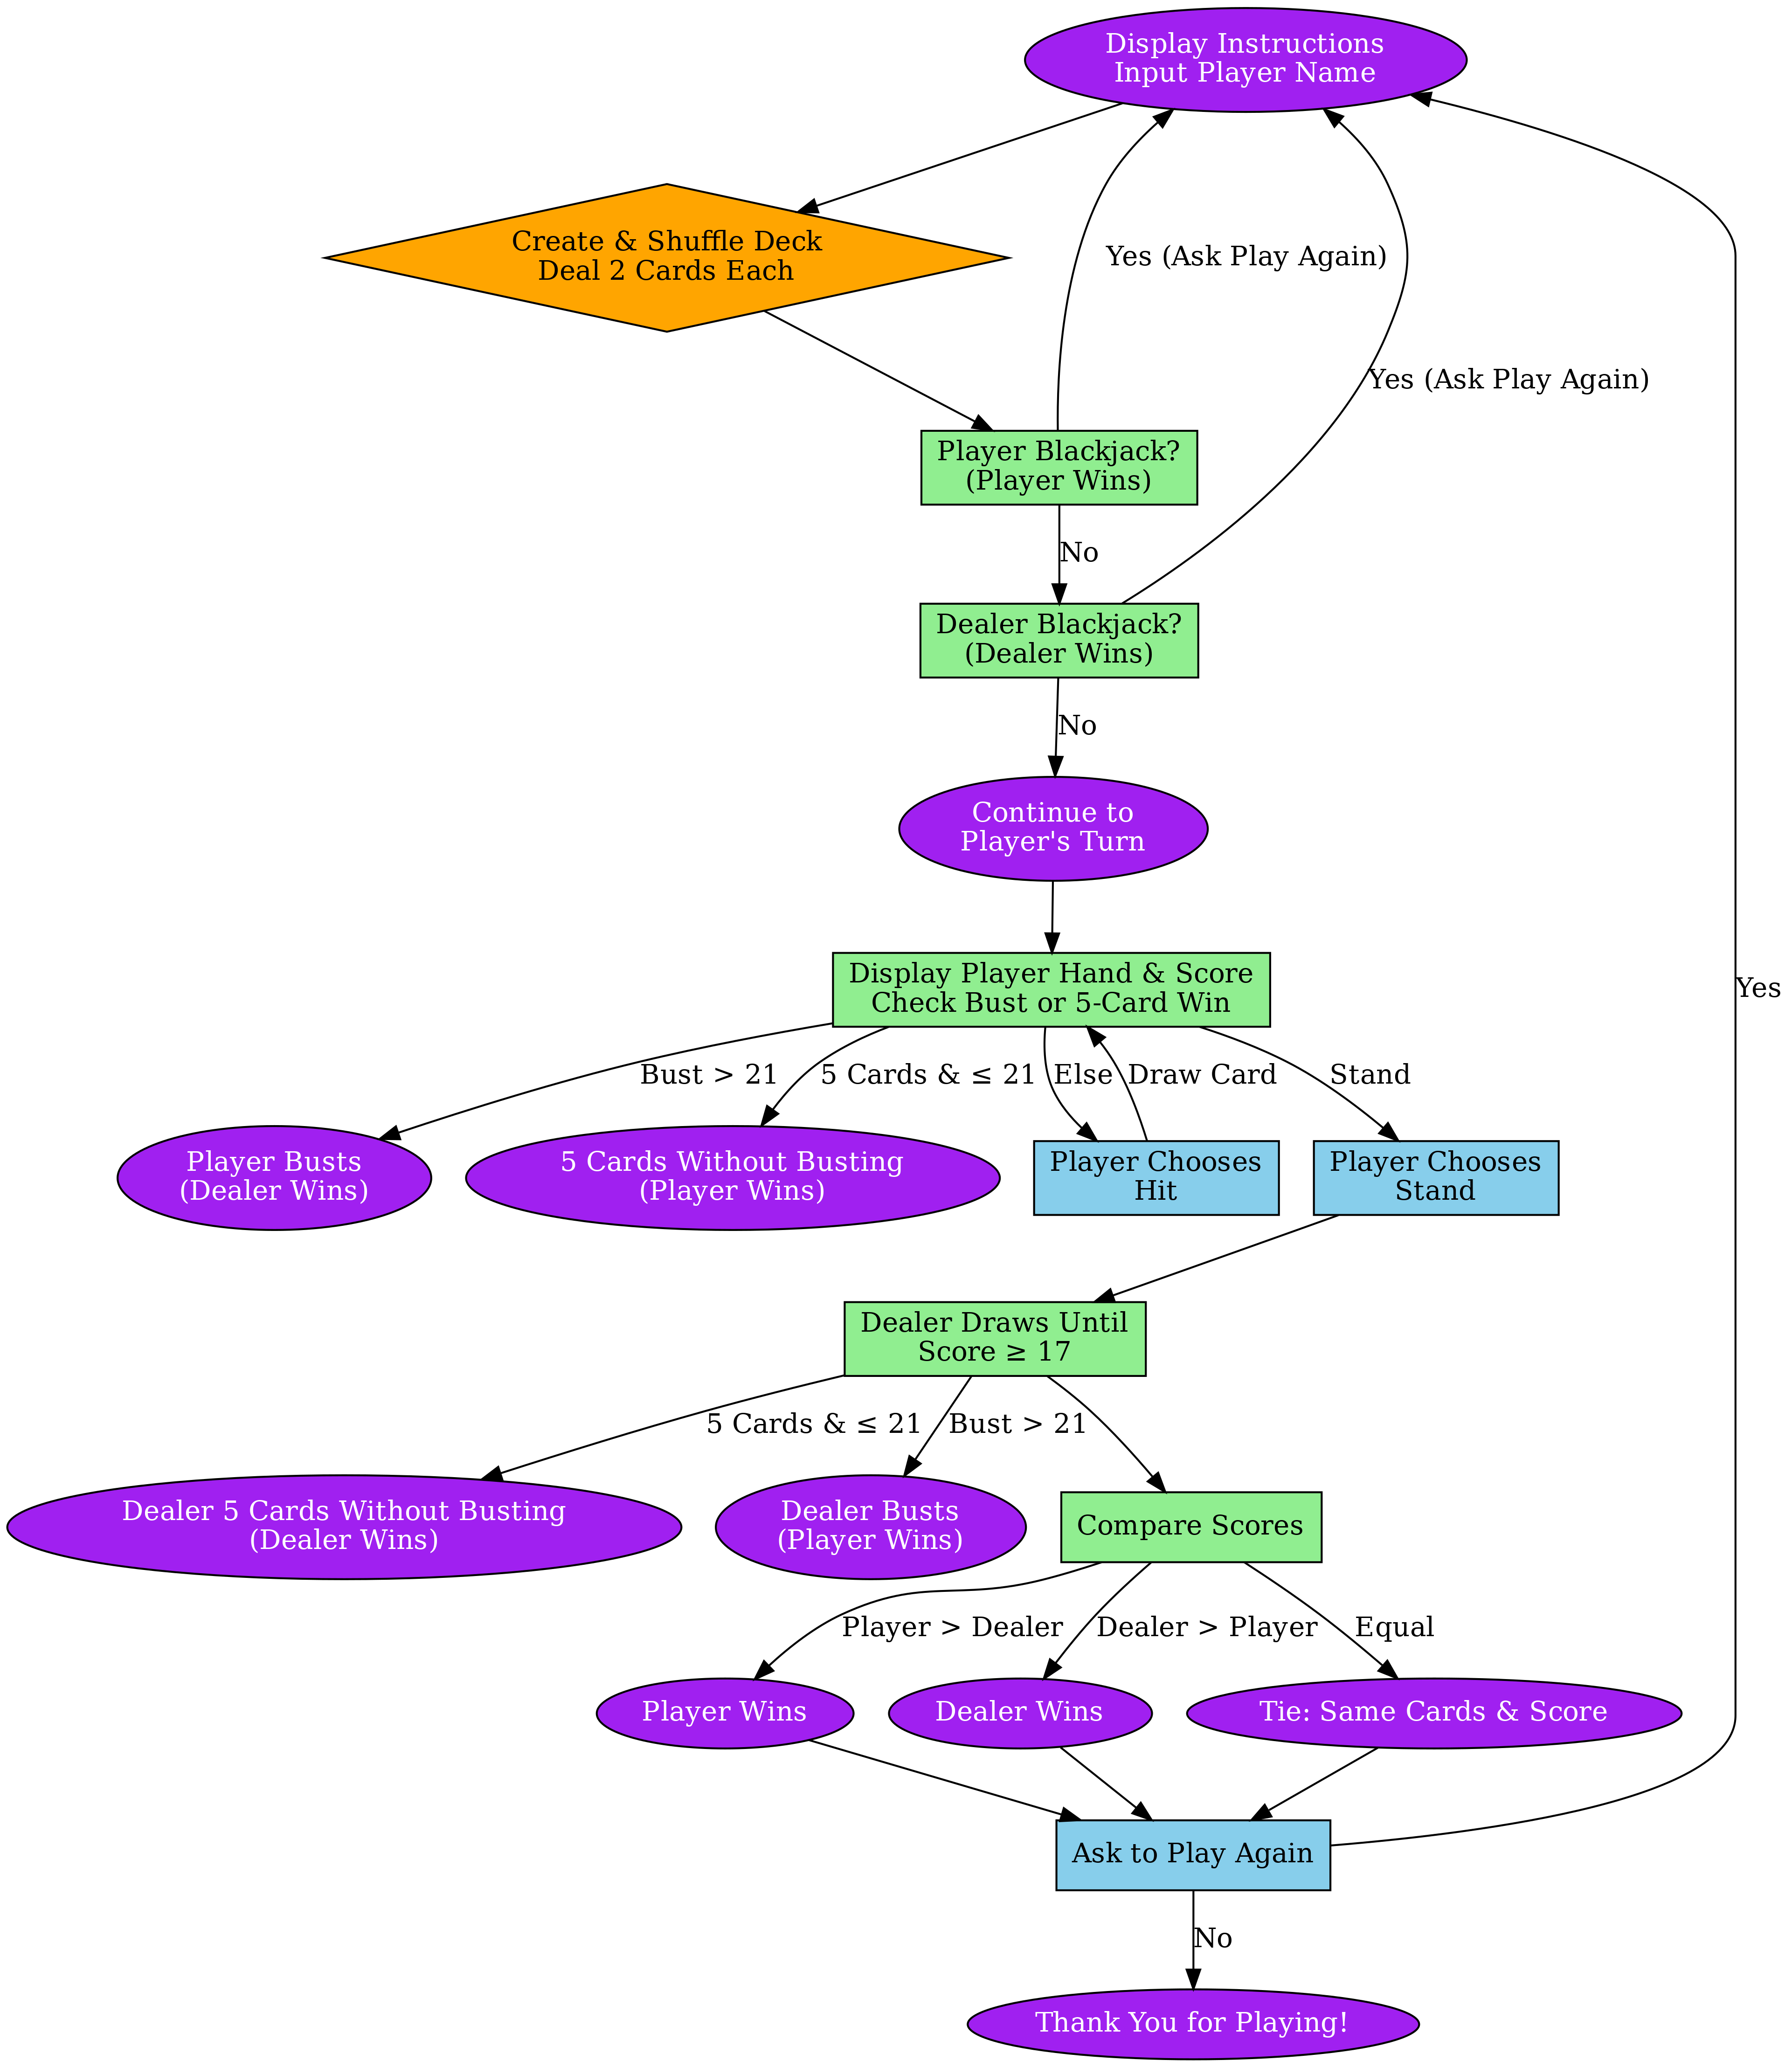 Display Instructions
Input Player Name
Create & Shuffle Deck
Deal 2 Cards Each
Yes (Ask Play Again)
Yes (Ask Play Again)
Player Blackjack?
(Player Wins)
No
Dealer Blackjack?
(Dealer Wins)
No
Continue to
Player's Turn
Display Player Hand & Score
Check Bust or 5-Card Win
Yes
Bust > 21
5 Cards & ≤ 21
Else
Draw Card
Stand
Player Busts
(Dealer Wins)
5 Cards Without Busting
(Player Wins)
Player Chooses
Hit
Player Chooses
Stand
Dealer Draws Until
Score ≥ 17
5 Cards & ≤ 21
Bust > 21
Dealer 5 Cards Without Busting
(Dealer Wins)
Dealer Busts
(Player Wins)
Compare Scores
Player > Dealer
Dealer > Player
Equal
Player Wins
Dealer Wins
Tie: Same Cards & Score
Ask to Play Again
No
Thank You for Playing!